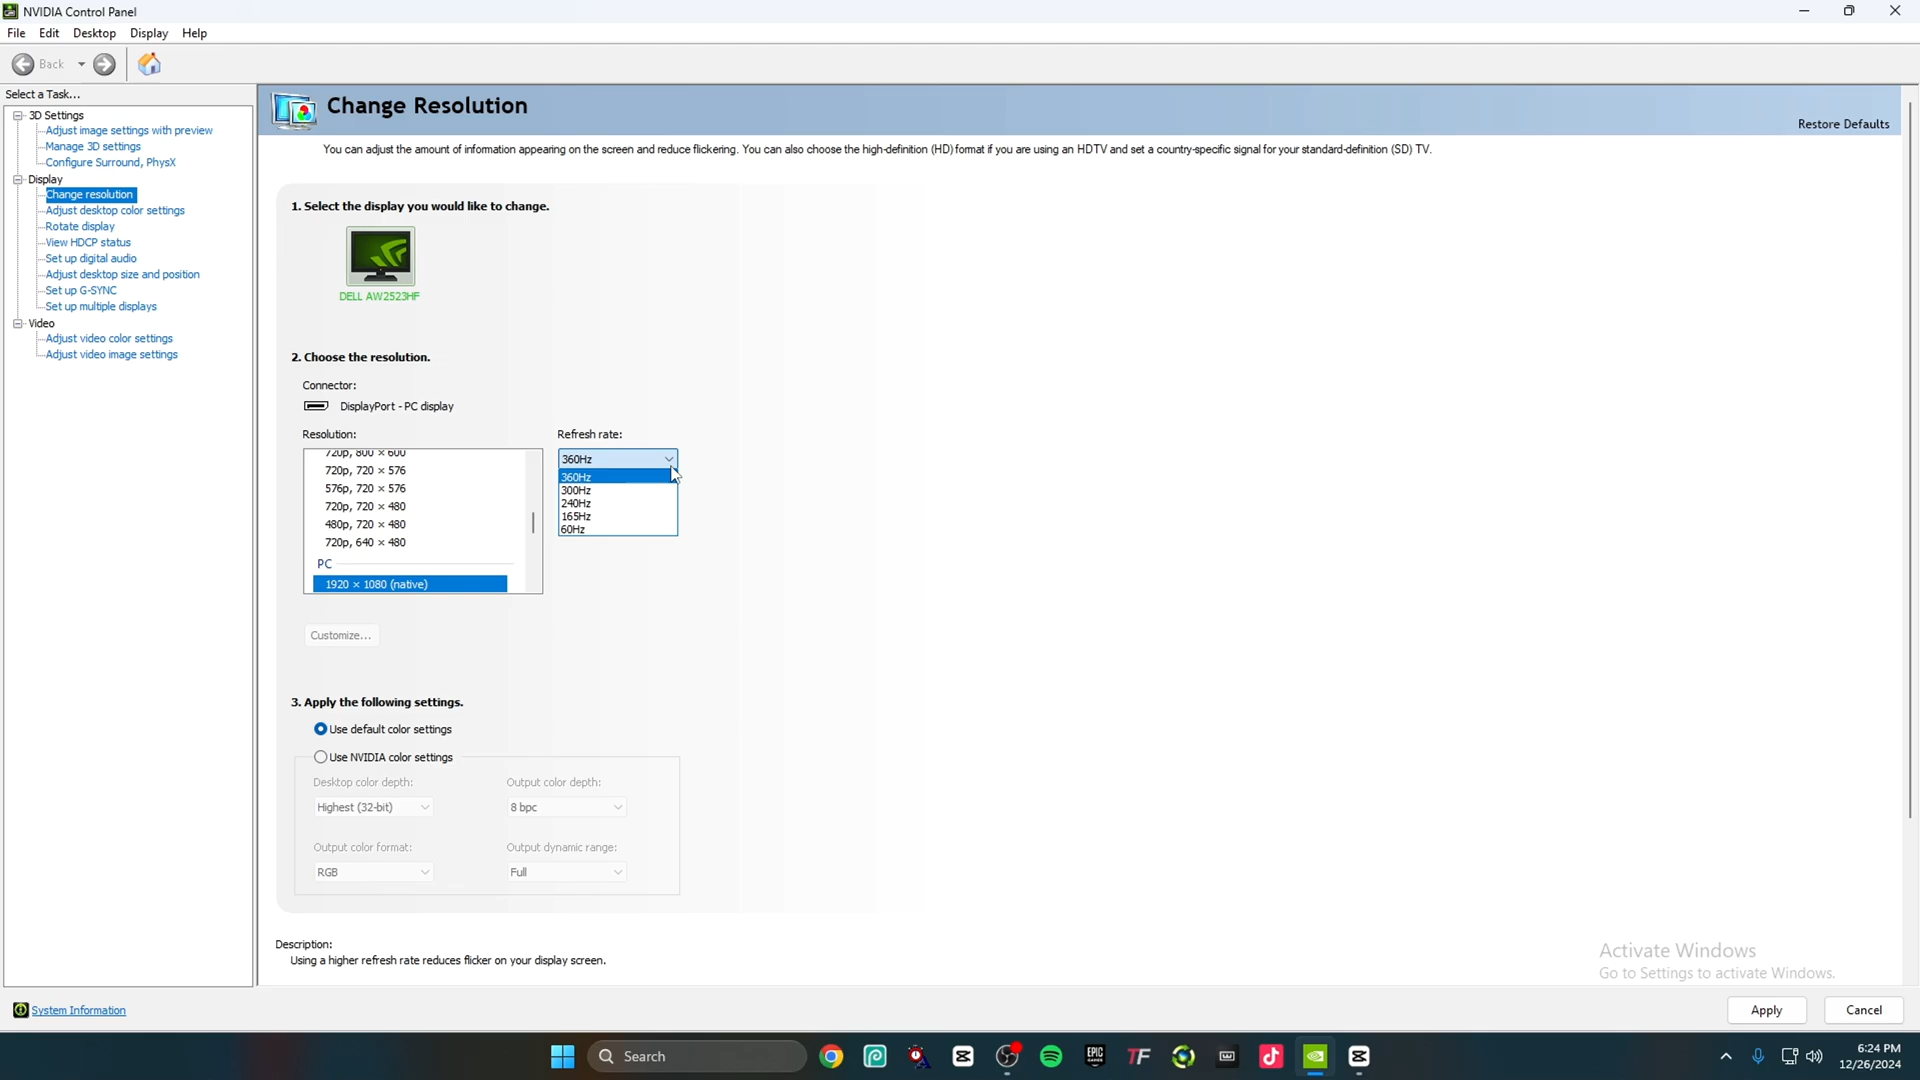 NVIDIA Control Panel
File Edit Desktop Display Help
Back
Select a Task...
3D Settings
Adjust image settings with preview
Manage 3D settings
Configure Surround, PhysX
Display
Change resolution
Adjust desktop color settings
Rotate display
View HDCP status
Set up digital audio
Adjust desktop size and position
Set up G-SYNC
Set up multiple displays
Video
Adjust video color settings
Adjust video image settings
Change Resolution
Restore Defaults
You can adjust the amount of information appearing on the screen and reduce flickering. You can also choose the high-definition (HD) format if you are using an HDTV and set a country-specific signal for your standard-definition (SD) TV.
1. Select the display you would like to change.
DELL AW2523HF
2. Choose the resolution.
Connector:
DisplayPort - PC display
Resolution:
720p, 800 × 600
720p, 720 × 576
576p, 720 × 576
720p, 720 × 480
480p, 720 × 480
720p, 640 × 480
PC
1920 × 1080 (native)
Refresh rate:
360Hz
360Hz
300Hz
240Hz
165Hz
60Hz
Customize...
3. Apply the following settings.
Use default color settings
Use NVIDIA color settings
Desktop color depth:
Highest (32-bit)
Output color depth:
8 bpc
Output color format:
RGB
Output dynamic range:
Full
Description:
Using a higher refresh rate reduces flicker on your display screen.
Activate Windows
Go to Settings to activate Windows.
System Information
Apply Cancel
Search
EPIC GAMES
TF
6:24 PM
12/26/2024